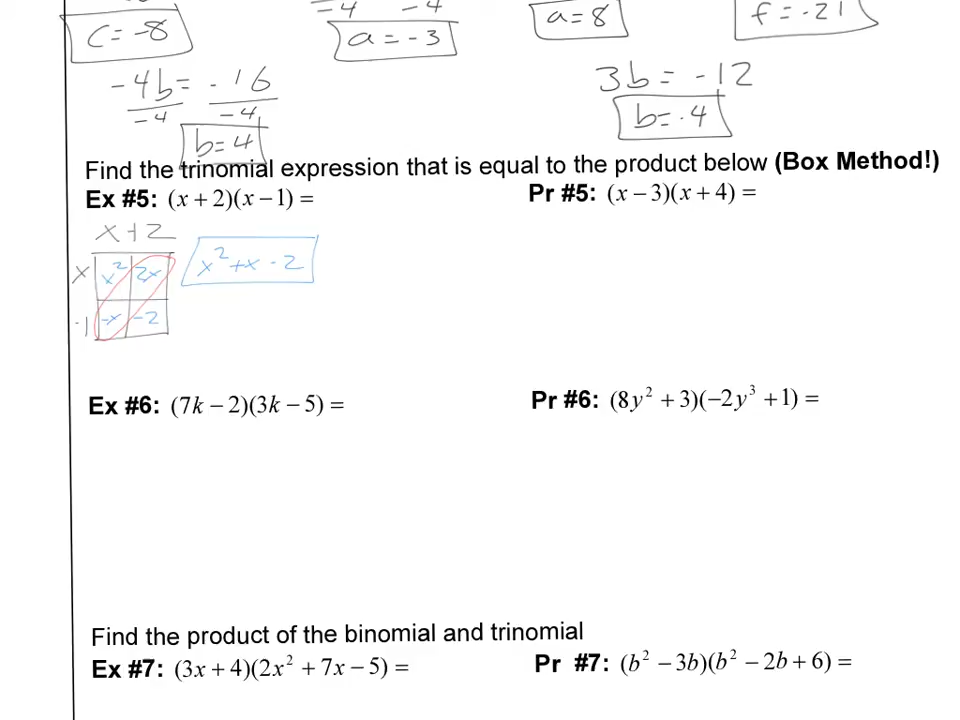 -4 -4
c = -8 a = -3 a = 8 f = -21
-4b = -16 3b = -12
-4 -4 b = -4
b = 4
Find the trinomial expression that is equal to the product below (Box Method!)
Ex #5: (x + 2)(x − 1) = Pr #5: (x − 3)(x + 4) =
x + 2
x x² 2x x² + x - 2
-1 -x -2
Ex #6: (7k − 2)(3k − 5) = Pr #6: (8y² + 3)(−2y³ + 1) =
Find the product of the binomial and trinomial
Ex #7: (3x + 4)(2x² + 7x − 5) = Pr #7: (b² − 3b)(b² − 2b + 6) =